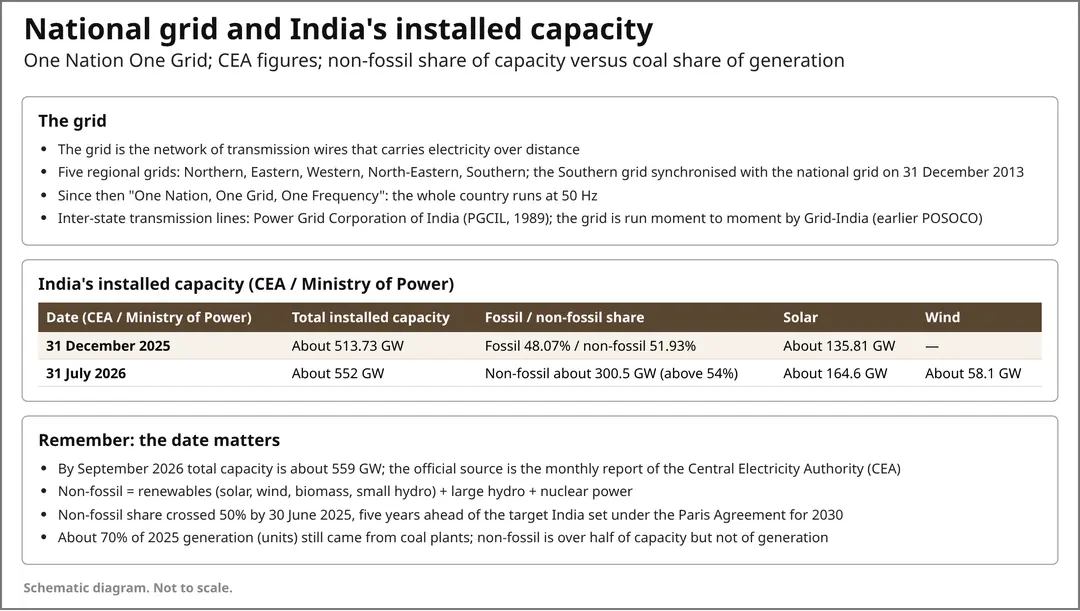 National grid and India's installed capacity
One Nation One Grid; CEA figures; non-fossil share of capacity versus coal share of generation
The grid
• The grid is the network of transmission wires that carries electricity over distance
• Five regional grids: Northern, Eastern, Western, North-Eastern, Southern; the Southern grid synchronised with the national grid on 31 December 2013
• Since then "One Nation, One Grid, One Frequency": the whole country runs at 50 Hz
• Inter-state transmission lines: Power Grid Corporation of India (PGCIL, 1989); the grid is run moment to moment by Grid-India (earlier POSOCO)
India's installed capacity (CEA / Ministry of Power)
Date (CEA / Ministry of Power) Total installed capacity Fossil / non-fossil share Solar Wind
31 December 2025 About 513.73 GW Fossil 48.07% / non-fossil 51.93% About 135.81 GW —
31 July 2026 About 552 GW Non-fossil about 300.5 GW (above 54%) About 164.6 GW About 58.1 GW
Remember: the date matters
• By September 2026 total capacity is about 559 GW; the official source is the monthly report of the Central Electricity Authority (CEA)
• Non-fossil = renewables (solar, wind, biomass, small hydro) + large hydro + nuclear power
• Non-fossil share crossed 50% by 30 June 2025, five years ahead of the target India set under the Paris Agreement for 2030
• About 70% of 2025 generation (units) still came from coal plants; non-fossil is over half of capacity but not of generation
Schematic diagram. Not to scale.